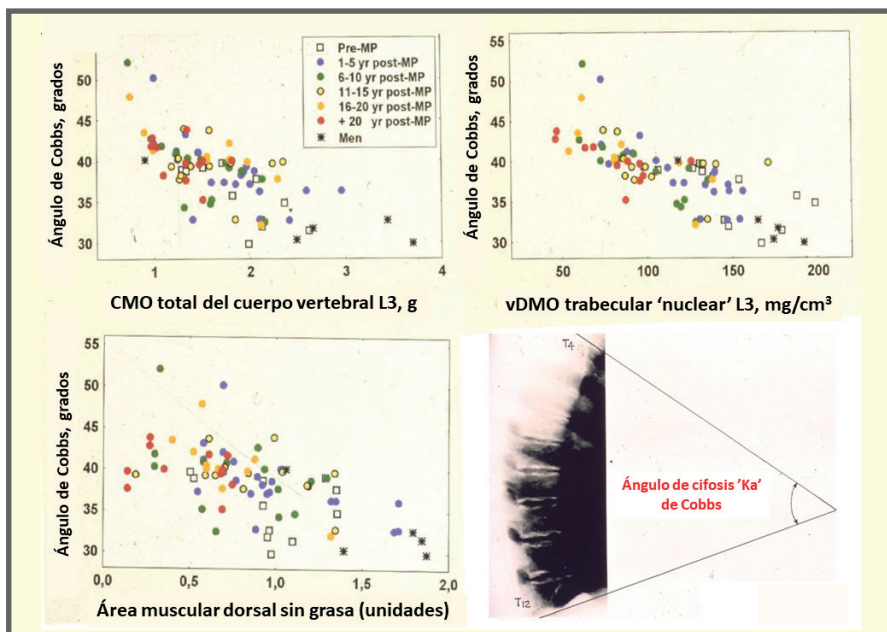 Pre-MP
1-5 yr post-MP
6-10 yr post-MP
11-15 yr post-MP
16-20 yr post-MP
+ 20 yr post-MP
Men
Ángulo de Cobbs, grados
50
45
40
35
30
1
2
3
4
CMO total del cuerpo vertebral L3, g
Ángulo de Cobbs, grados
55
50
45
40
35
30
50
100
150
200
vDMO trabecular ‘nuclear’ L3, mg/cm³
Ángulo de Cobbs, grados
55
50
45
40
35
30
0,0
0,5
1,0
1,5
2,0
Área muscular dorsal sin grasa (unidades)
T4
Ángulo de cifosis 'Ka'
de Cobbs
T12